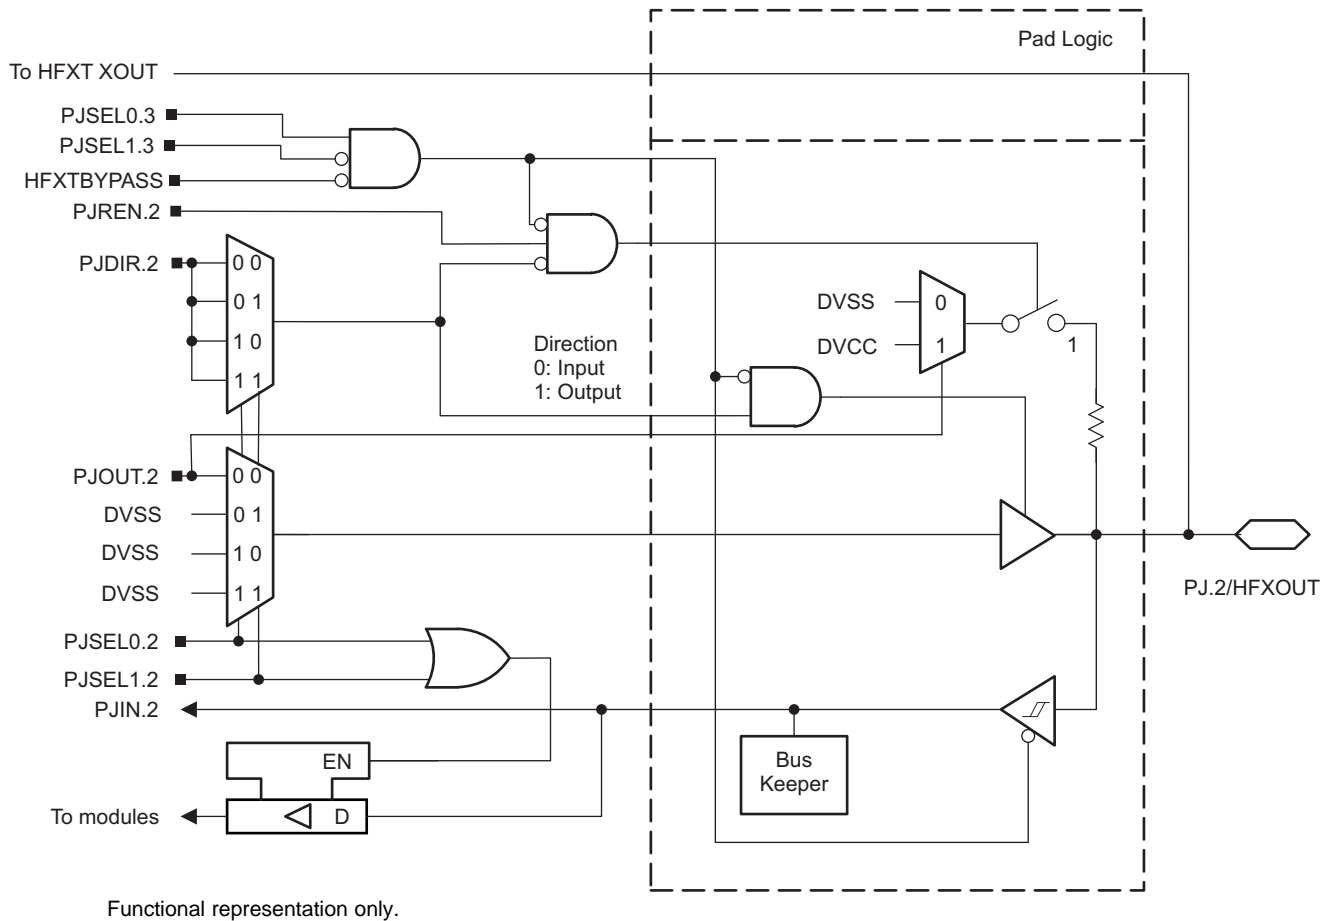 Pad Logic
To HFXT XOUT
PJSEL0.3
PJSEL1.3
HFXTBYPASS
PJREN.2
PJDIR.2
0 0
0 1
1 0
1 1
Direction
0: Input
1: Output
DVSS
0
DVCC
1
1
PJOUT.2
0 0
DVSS
0 1
DVSS
1 0
DVSS
1 1
PJ.2/HFXOUT
PJSEL0.2
PJSEL1.2
PJIN.2
EN
Bus
Keeper
To modules
D
Functional representation only.